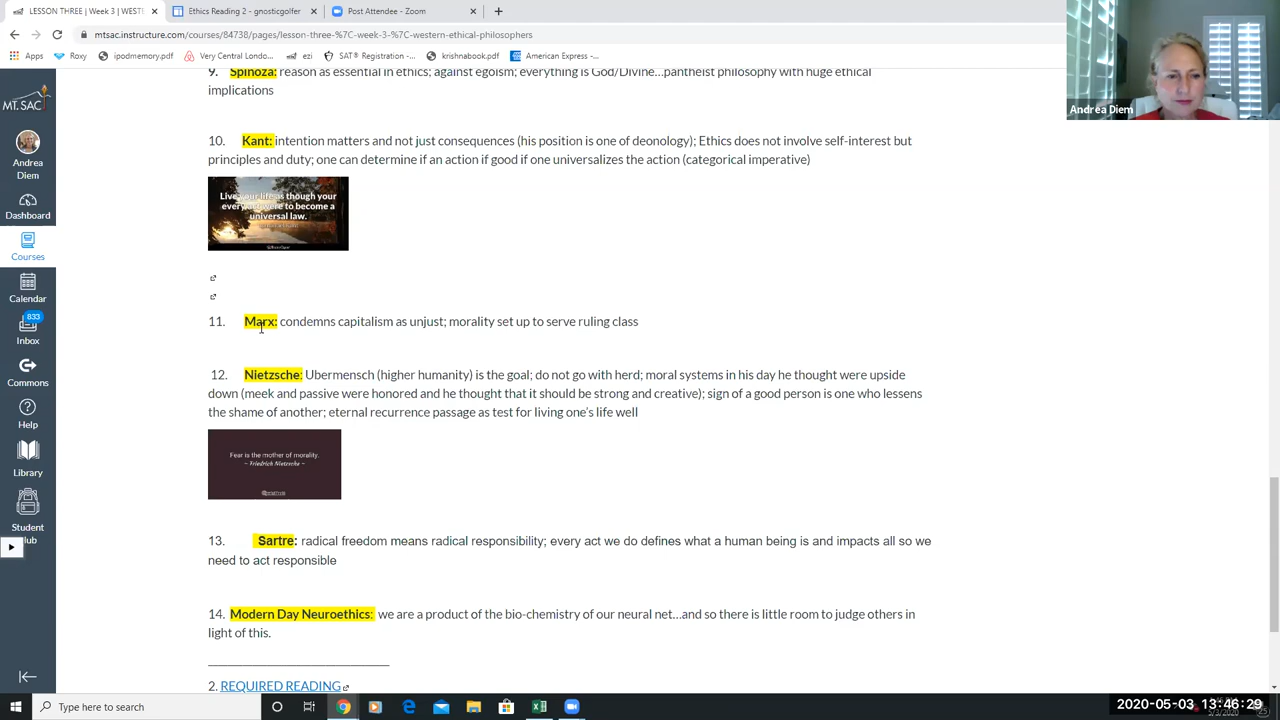 LESSON THREE | Week 3 | WEST
Ethics Reading 2 - googolfourier
Post Attendee - Zoom
mtsac.instructure.com/courses/84738/pages/lesson-three-%7C-week-3-%7C-western-ethical-philoso
Apps
Roxy
ipodmemory.pdf
Very Central London...
ezi
SAT® Registration
krishnabook.pdf
American Express -...
MT. SAC
Andrea
Diem
Dashboard
Courses
Calendar
833
Inbox
Commons
Help
Library
Student
9. Spinoza: reason as essential in ethics; against egoism; everything is God/Divine...pantheist philosophy with huge ethical
implications
10. Kant: intention matters and not just consequences (his position is one of deonology); Ethics does not involve self-interest but
principles and duty; one can determine if an action if good if one universalizes the action (categorical imperative)
Live your life as though your
every act were to become a
universal law.
11. Marx: condemns capitalism as unjust; morality set up to serve ruling class
12. Nietzsche: Ubermensch (higher humanity) is the goal; do not go with herd; moral systems in his day he thought were upside
down (meek and passive were honored and he thought that it should be strong and creative); sign of a good person is one who lessens
the shame of another; eternal recurrence passage as test for living one's life well
Fear is the mother of morality.
~ Friedrich Nietzsche ~
13. Sartre: radical freedom means radical responsibility; every act we do defines what a human being is and impacts all so we
need to act responsible
14. Modern Day Neuroethics: we are a product of the bio-chemistry of our neural net...and so there is little room to judge others in
light of this.
2. REQUIRED READING
Andrea Diem
Type here to search
2020-05-03 13:46:29